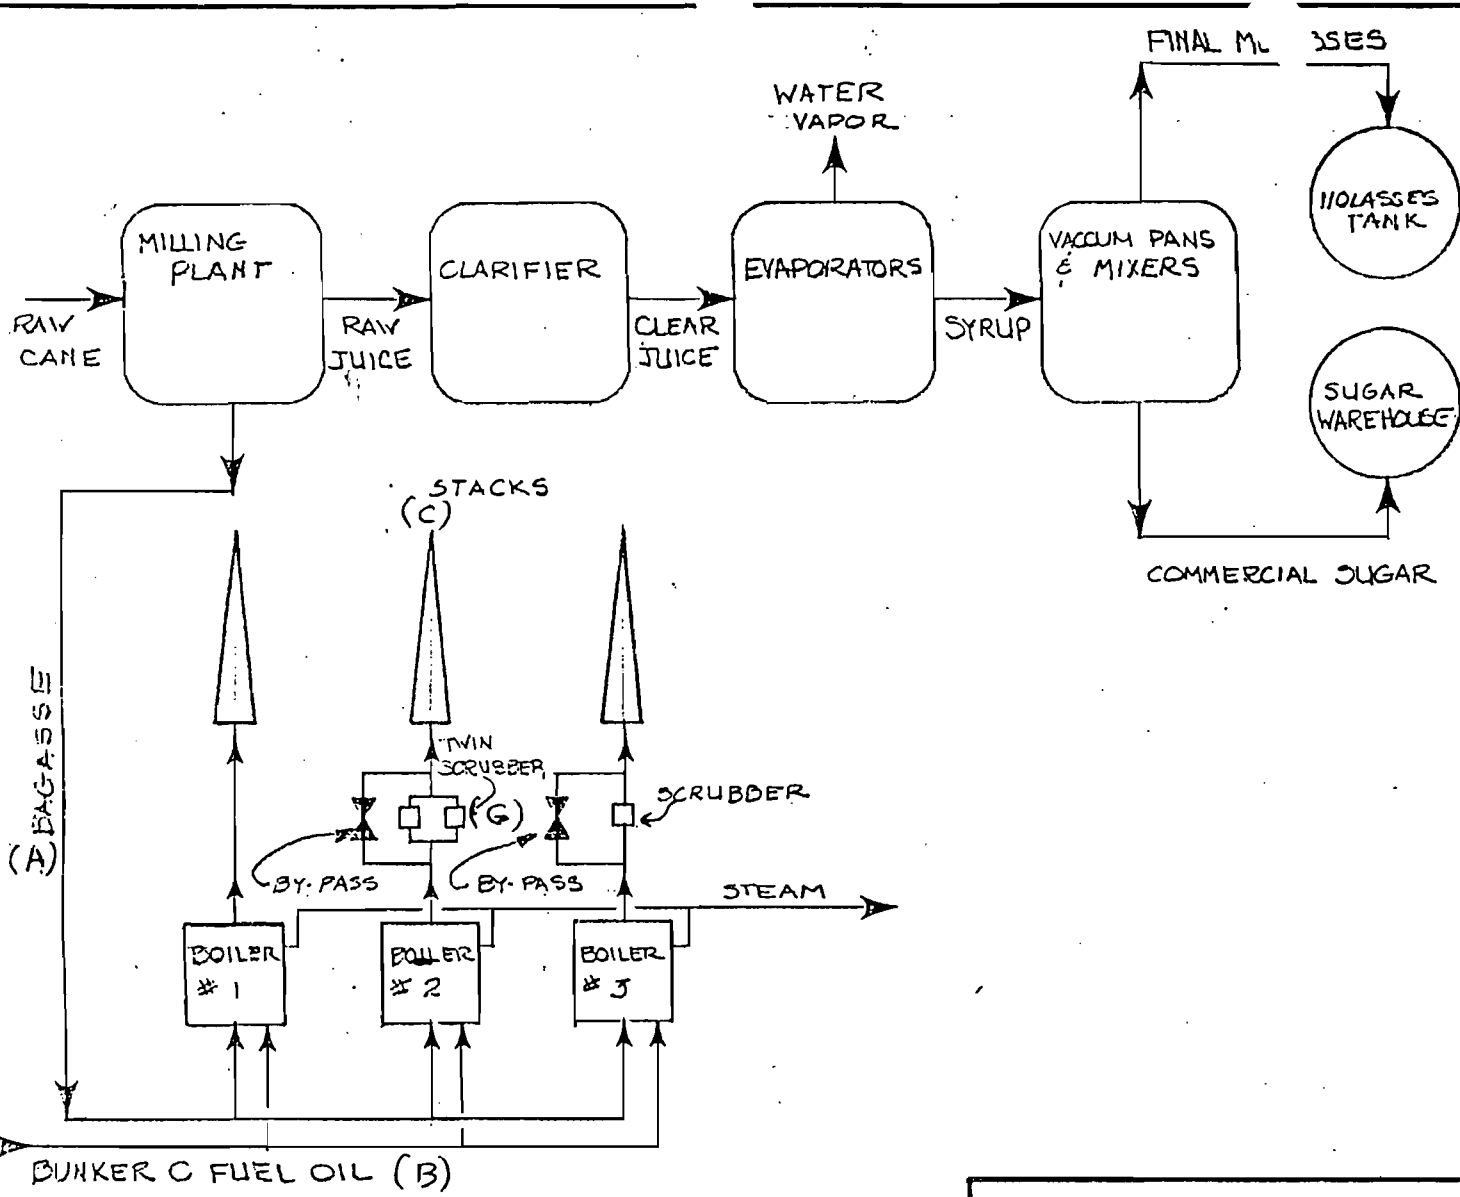 FINAL
WATER
VAPOR
MOLASSES
TANK
MILLING
PLANT
CLARIFIER
EVAPORATORS
VACCUM PANS
& MIXERS
RAW
CANE
RAW
JUICE
CLEAR
JUICE
SYRUP
SUGAR
WAREHOUSE
STACKS
(C)
COMMERCIAL SUGAR
(A) BAGASSE
TWIN
SCRUBBER
(G)
SCRUBBER
BY-PASS
BY-PASS
STEAM
BOILER
# 1
BOILER
# 2
BOILER
# 3
BUNKER C FUEL OIL (B)